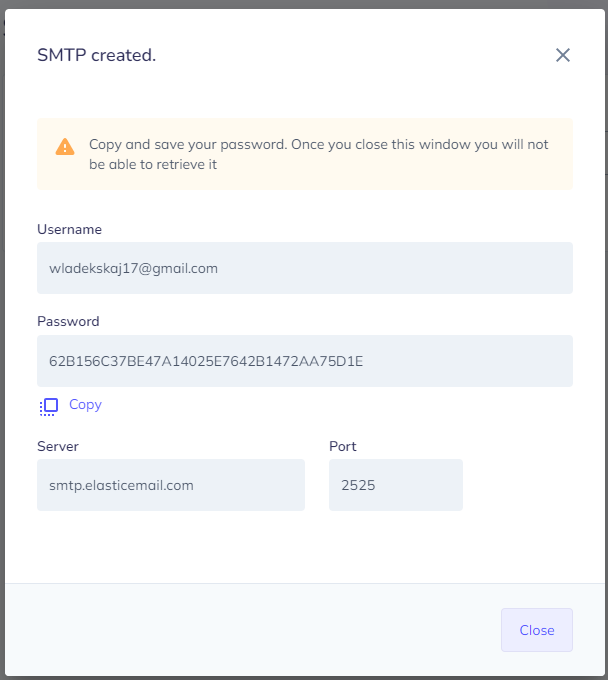 SMTP created.
Copy and save your password. Once you close this window you will not
be able to retrieve it
Username
wladekskaj17@gmail.com
Password
62B156C37BE47A14025E7642B1472AA75D1E
Copy
Server
Port
smtp.elasticemail.com
2525
Close